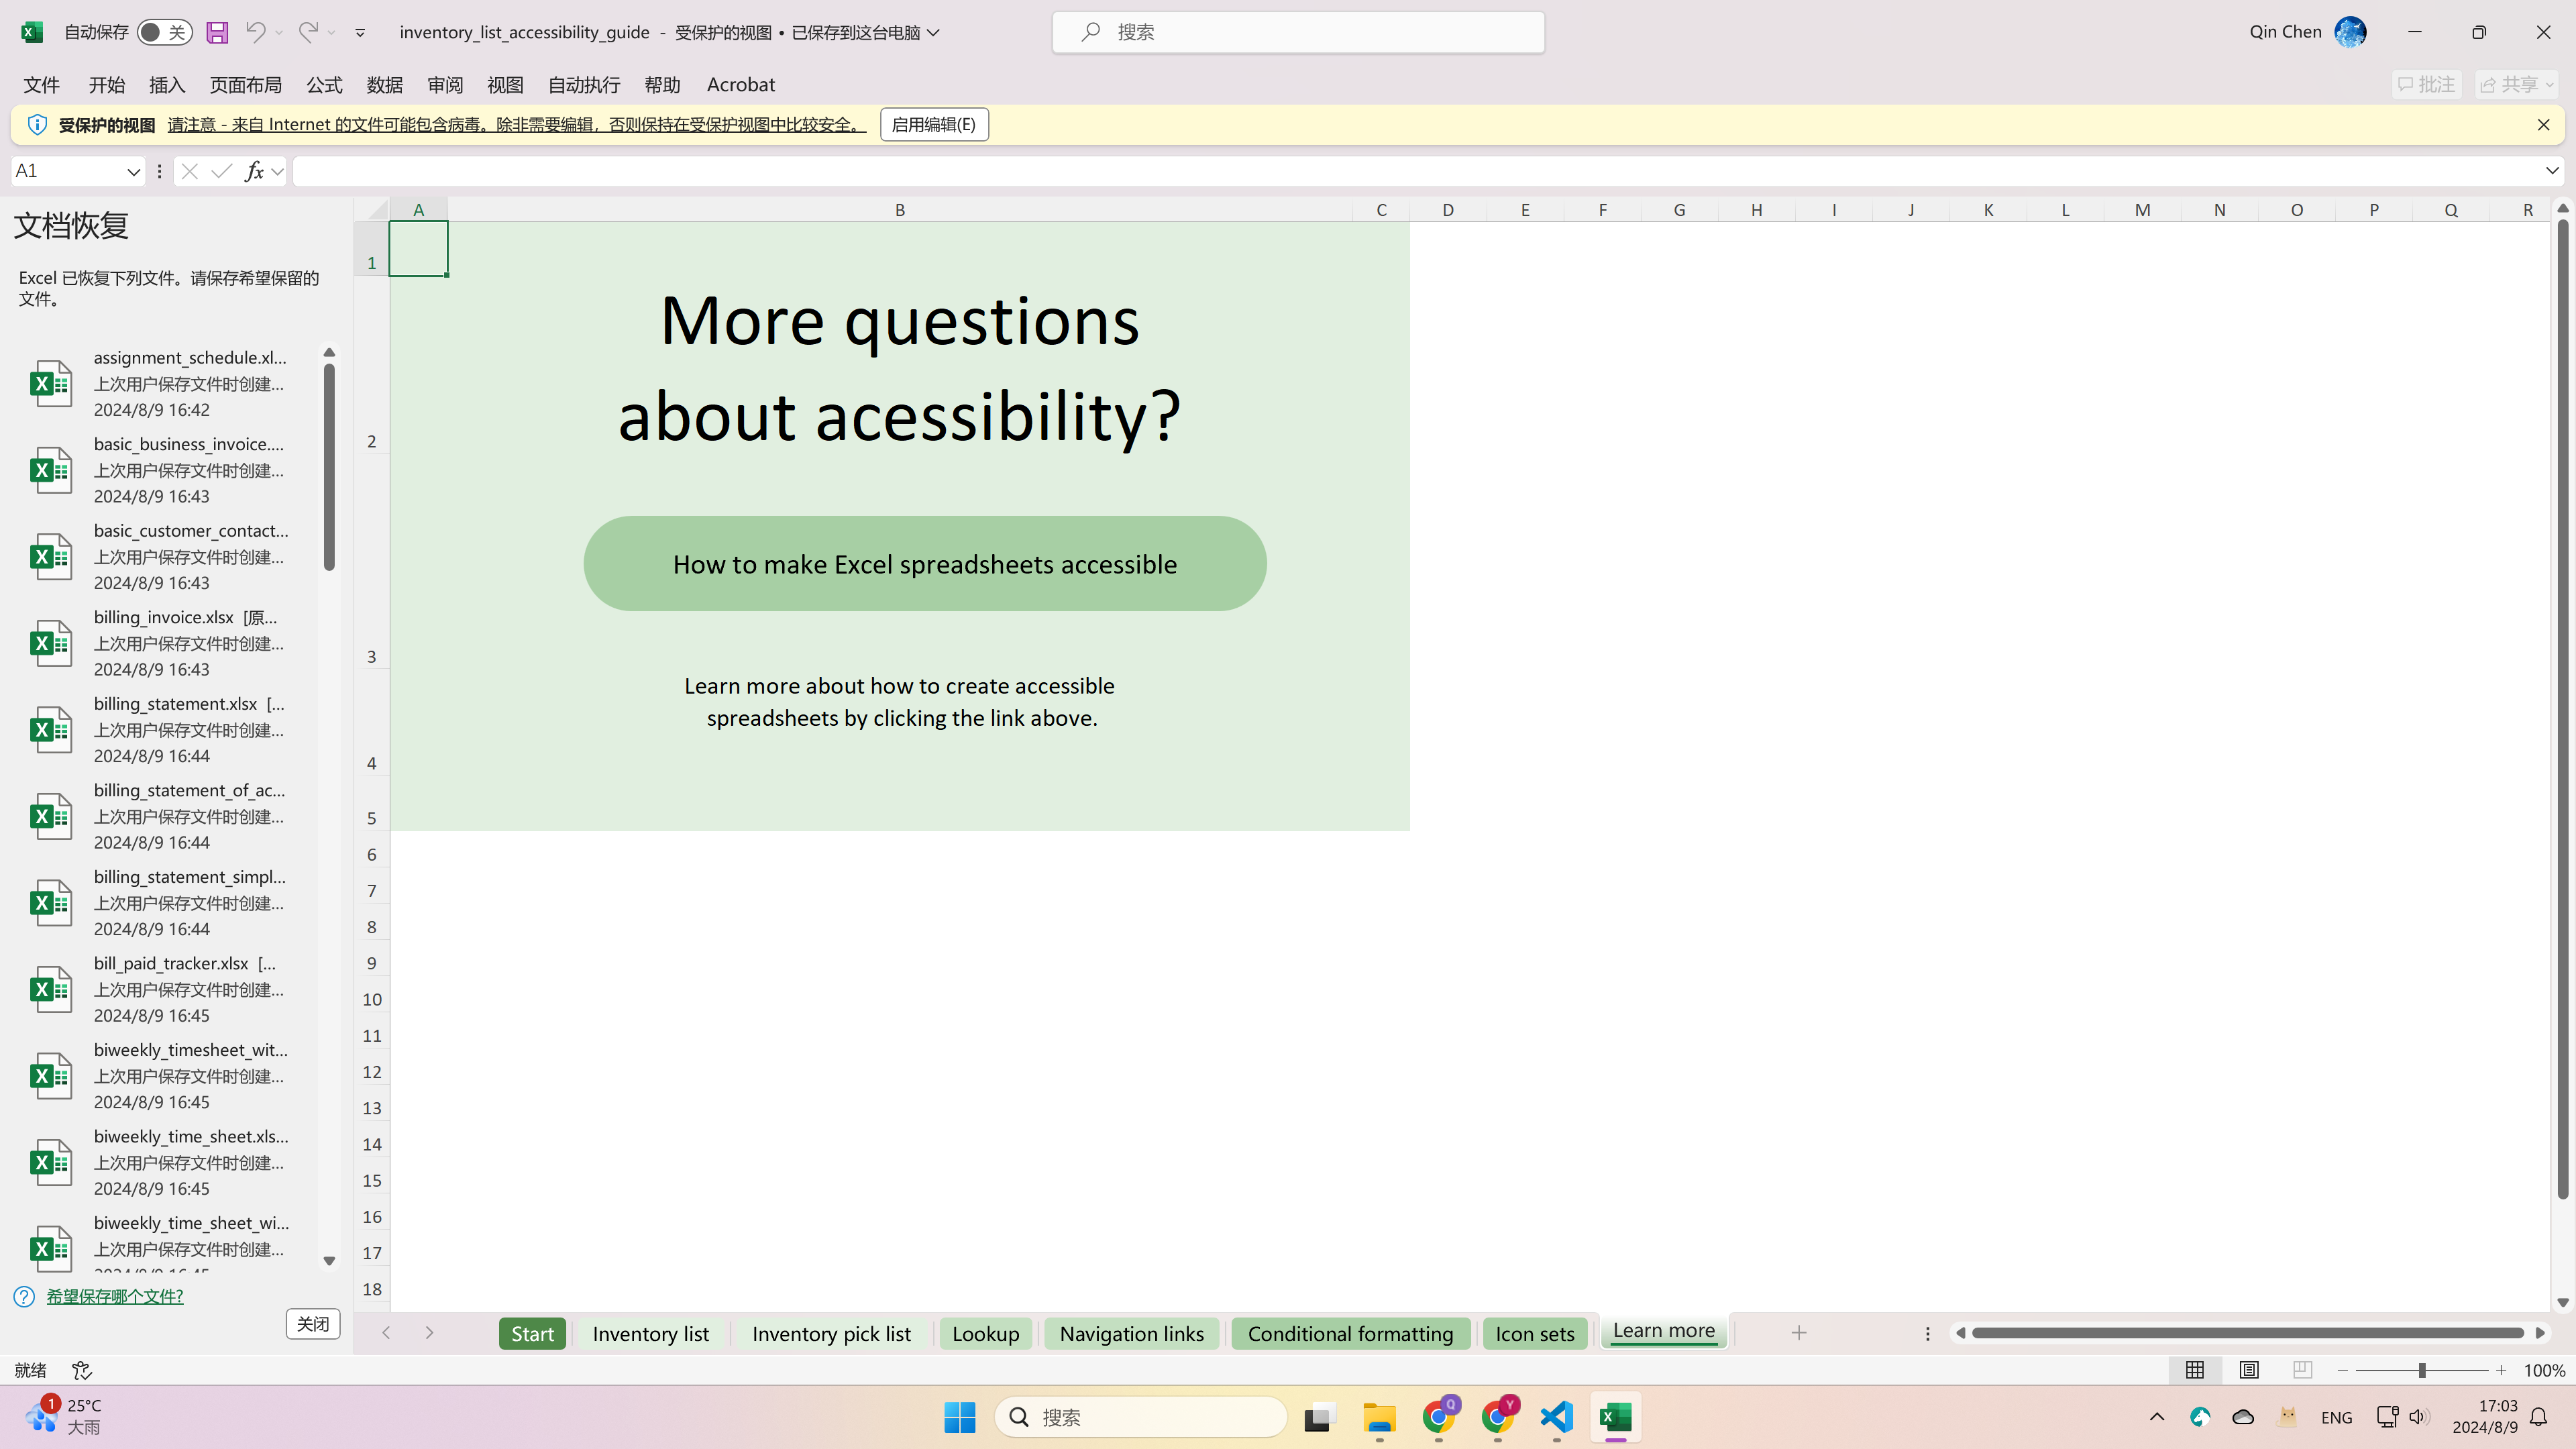 自动保存 关 inventory_list_accessibility_guide - 受保护的视图 • 已保存到这台电脑 搜索 Qin Chen
文件 开始 插入 页面布局 公式 数据 审阅 视图 自动执行 帮助 Acrobat 批注 共享
受保护的视图 请注意 - 来自 Internet 的文件可能包含病毒。除非需要编辑，否则保持在受保护视图中比较安全。 启用编辑(E)
A1 fx
文档恢复
Excel 已恢复下列文件。请保存希望保留的
文件。
assignment_schedule.xl...
上次用户保存文件时创建...
2024/8/9 16:42
basic_business_invoice....
上次用户保存文件时创建...
2024/8/9 16:43
basic_customer_contact...
上次用户保存文件时创建...
2024/8/9 16:43
billing_invoice.xlsx [原...
上次用户保存文件时创建...
2024/8/9 16:43
billing_statement.xlsx [...
上次用户保存文件时创建...
2024/8/9 16:44
billing_statement_of_ac...
上次用户保存文件时创建...
2024/8/9 16:44
billing_statement_simpl...
上次用户保存文件时创建...
2024/8/9 16:44
bill_paid_tracker.xlsx [...
上次用户保存文件时创建...
2024/8/9 16:45
biweekly_timesheet_wit...
上次用户保存文件时创建...
2024/8/9 16:45
biweekly_time_sheet.xls...
上次用户保存文件时创建...
2024/8/9 16:45
biweekly_time_sheet_wi...
上次用户保存文件时创建...
2024/8/9 16:45
希望保存哪个文件?
关闭
A B C D E F G H I J K L M N O P Q R
1
2
3
4
5
6
7
8
9
10
11
12
13
14
15
16
17
18
More questions
about acessibility?
How to make Excel spreadsheets accessible
Learn more about how to create accessible
spreadsheets by clicking the link above.
Start Inventory list Inventory pick list Lookup Navigation links Conditional formatting Icon sets Learn more
就绪 100%
1 25°C
大雨
搜索 Q Y ENG
17:03
2024/8/9